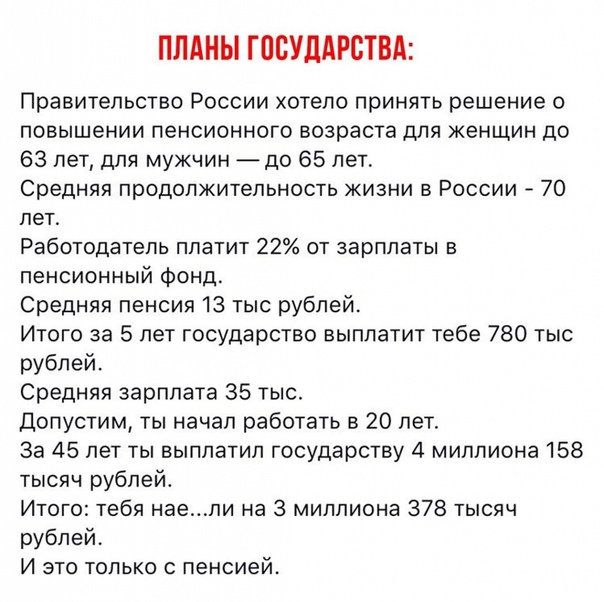 ПЛАНЫ ГОСУДАРСТВА:
Правительство России хотело принять решение о
повышении пенсионного возраста для женщин до
63 лет, для мужчин — до 65 лет.
Средняя продолжительность жизни в России - 70
лет.
Работодатель платит 22% от зарплаты в
пенсионный фонд.
Средняя пенсия 13 тыс рублей.
Итого за 5 лет государство выплатит тебе 780 тыс
рублей.
Средняя зарплата 35 тыс.
Допустим, ты начал работать в 20 лет.
За 45 лет ты выплатил государству 4 миллиона 158
тысяч рублей.
Итого: тебя нае...ли на 3 миллиона 378 тысяч
рублей.
И это только с пенсией.